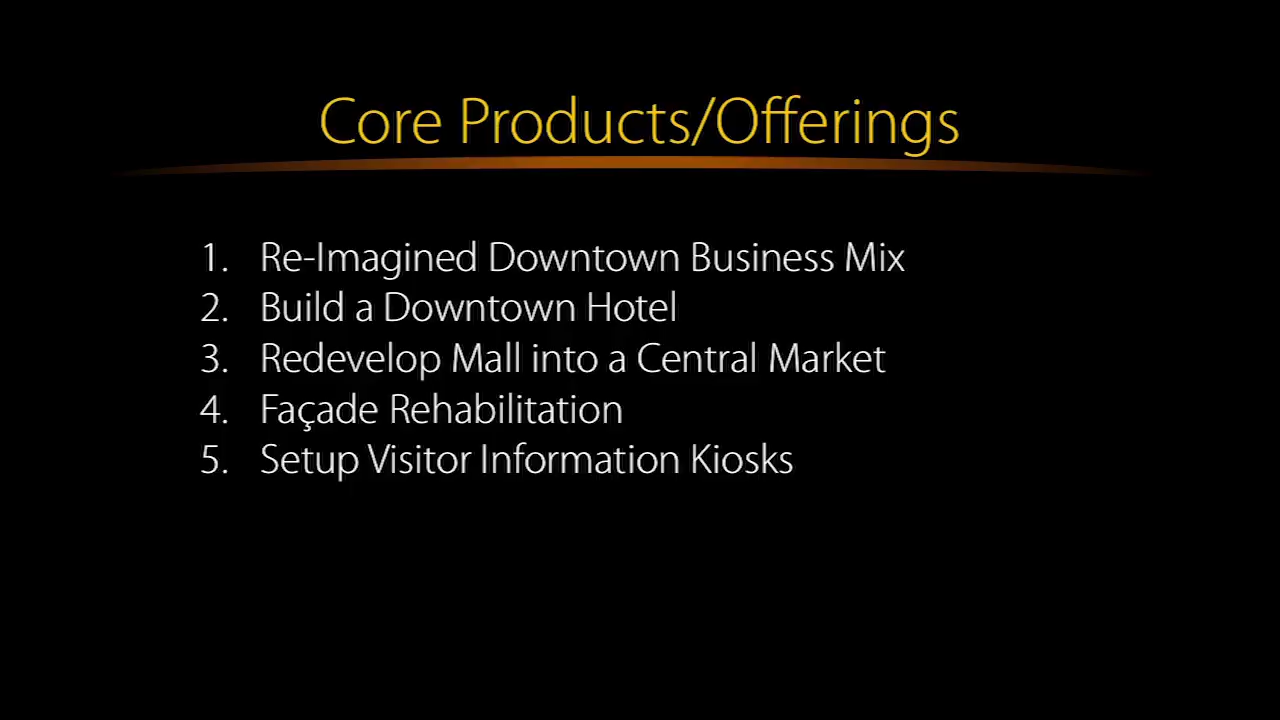 Core Products/Offerings
1. Re-Imagined Downtown Business Mix
2. Build a Downtown Hotel
3. Redevelop Mall into a Central Market
4. Façade Rehabilitation
5. Setup Visitor Information Kiosks